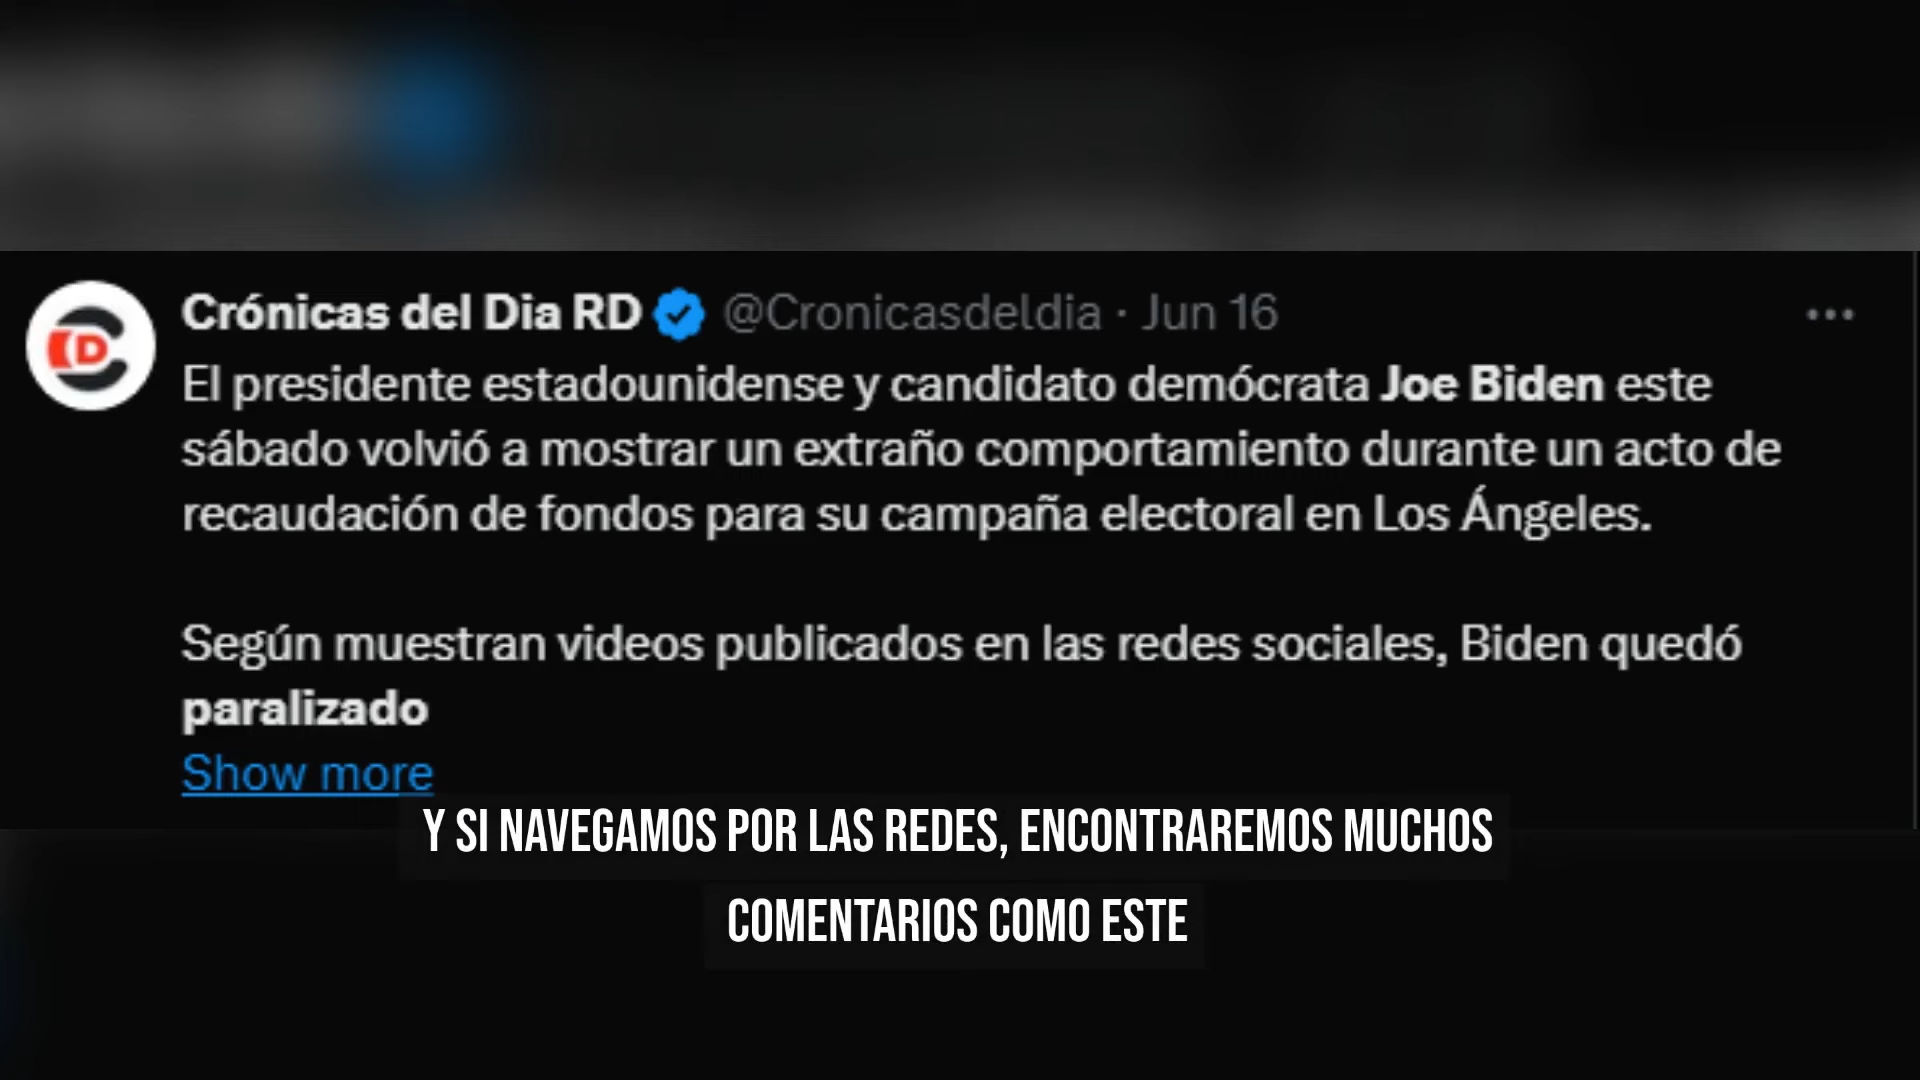 Crónicas del Dia RD @Cronicasdeldia · Jun 16
El presidente estadounidense y candidato demócrata Joe Biden este
sábado volvió a mostrar un extraño comportamiento durante un acto de
recaudación de fondos para su campaña electoral en Los Ángeles.
Según muestran videos publicados en las redes sociales, Biden quedó
paralizado
Show more
Y SI NAVEGAMOS POR LAS REDES, ENCONTRAREMOS MUCHOS
COMENTARIOS COMO ESTE